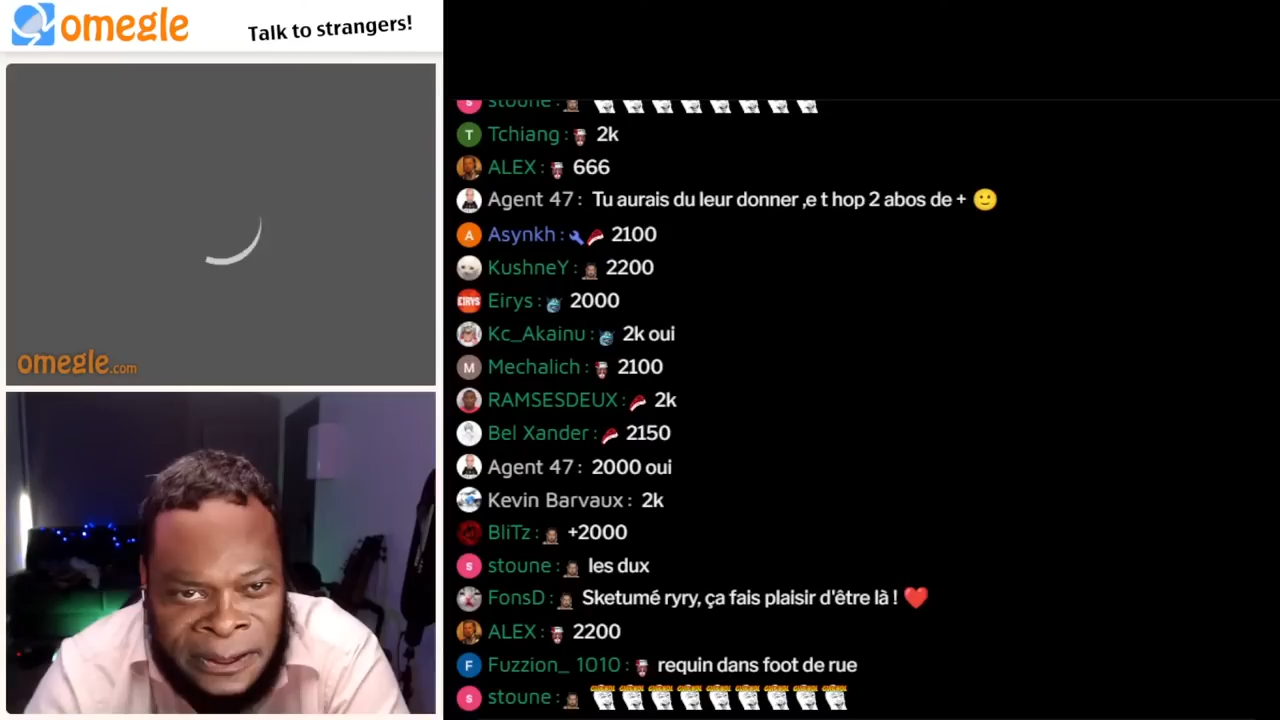 omegle
Talk to strangers!
omegle.com
stoune :
T Tchiang : 2k
ALEX : 666
Agent 47 : Tu aurais du leur donner ,e t hop 2 abos de +
A Asynkh : 2100
KushneY : 2200
EIRYS Eirys : 2000
Kc_Akainu : 2k oui
M Mechalich : 2100
RAMSESDEUX : 2k
Bel Xander : 2150
Agent 47 : 2000 oui
Kevin Barvaux : 2k
BliTz : +2000
s stoune : les dux
FonsD : Sketumé ryry, ça fais plaisir d'être là !
ALEX : 2200
F Fuzzion_ 1010 : requin dans foot de rue
s stoune :